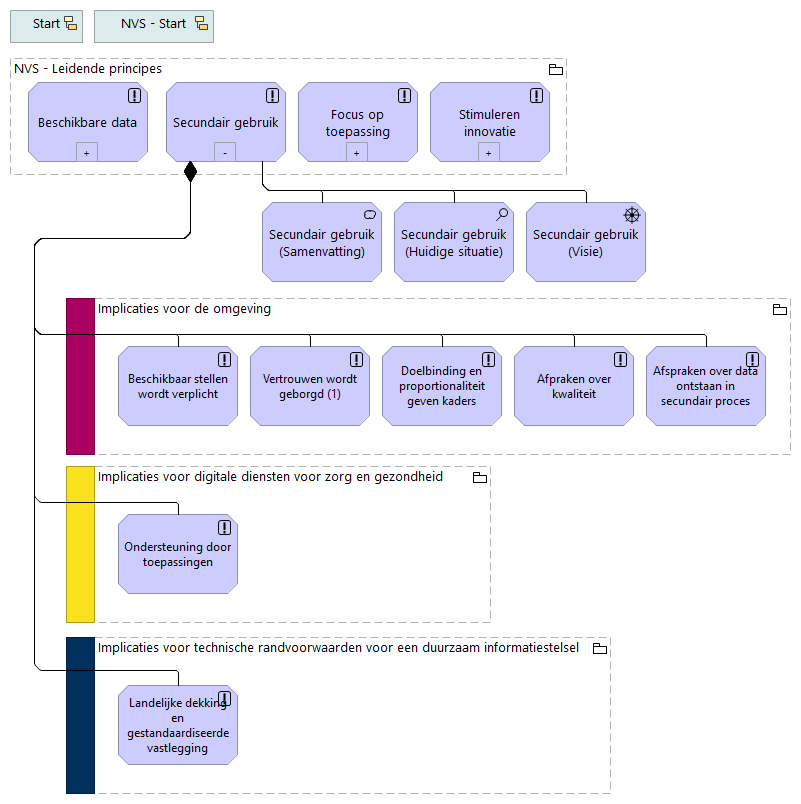 Start
NVS - Start
NVS - Leidende principes
Beschikbare data
+
Secundair gebruik
-
Focus op
toepassing
+
Stimuleren
innovatie
+
Secundair gebruik
(Samenvatting)
Secundair gebruik
(Huidige situatie)
Secundair gebruik
(Visie)
Implicaties voor de omgeving
Beschikbaar stellen
wordt verplicht
Vertrouwen wordt
geborgd (1)
Doelbinding en
proportionaliteit
geven kaders
Afpraken over
kwaliteit
Afspraken over data
ontstaan in
secundair proces
Implicaties voor digitale diensten voor zorg en gezondheid
Ondersteuning door
toepassingen
Implicaties voor technische randvoorwaarden voor een duurzaam informatiestelsel
Landelijke dekking
en
gestandaardiseerde
vastlegging